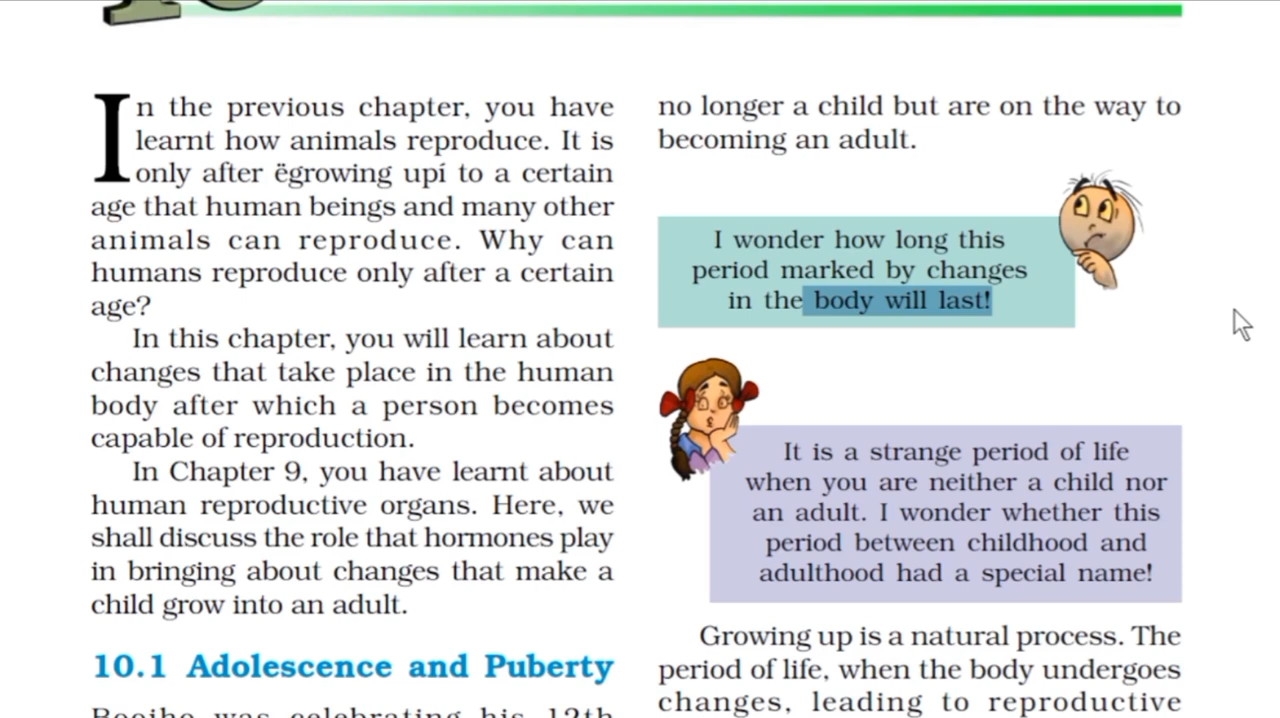 In the previous chapter, you have
learnt how animals reproduce. It is
only after ëgrowing upí to a certain
age that human beings and many other
animals can reproduce. Why can
humans reproduce only after a certain
age?
In this chapter, you will learn about
changes that take place in the human
body after which a person becomes
capable of reproduction.
In Chapter 9, you have learnt about
human reproductive organs. Here, we
shall discuss the role that hormones play
in bringing about changes that make a
child grow into an adult.
10.1 Adolescence and Puberty
Boojho was celebrating his 12th
no longer a child but are on the way to
becoming an adult.
I wonder how long this
period marked by changes
in the body will last!
It is a strange period of life
when you are neither a child nor
an adult. I wonder whether this
period between childhood and
adulthood had a special name!
Growing up is a natural process. The
period of life, when the body undergoes
changes, leading to reproductive